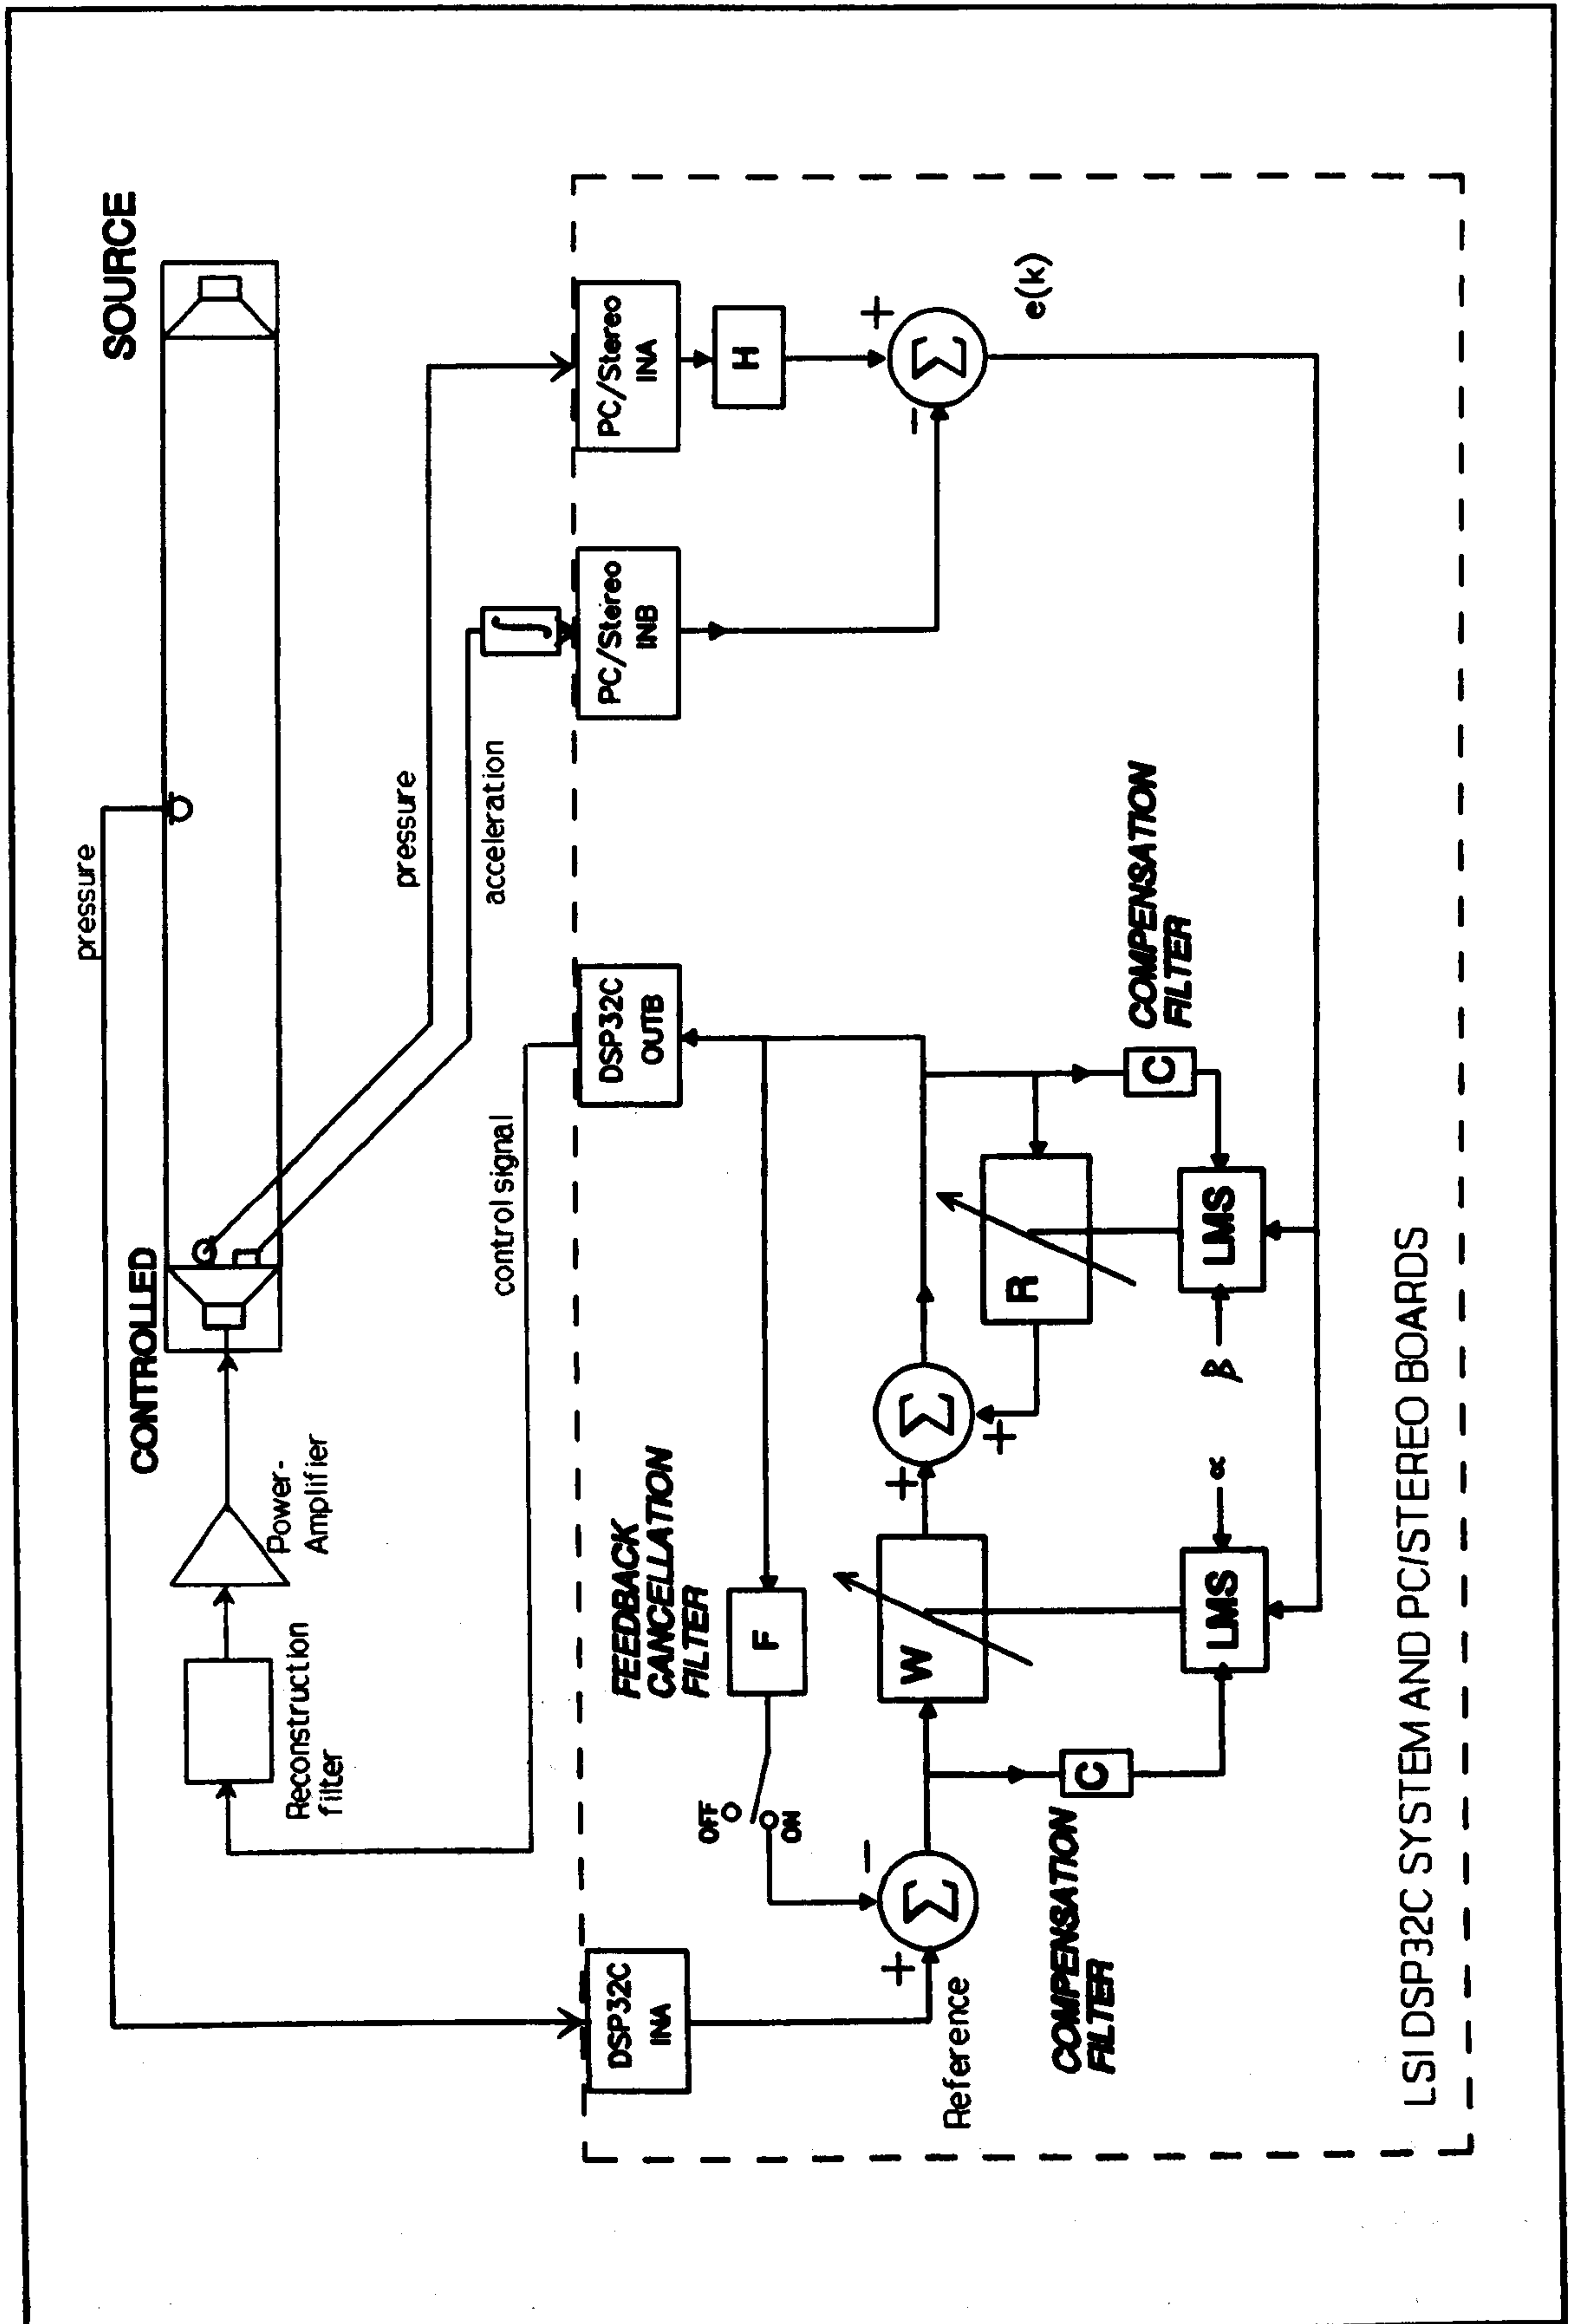 SOURCE
CONTROLLED
pressure
Power-
Amplifier
Reconstruction
filter
pressure
acceleration
control signal
DSP32C
INA
DSP32C
OUTB
PC/Stereo
INB
PC/Stereo
INA
∫
H
FEEDBACK
CANCELLATION
FILTER
F
OFF
ON
Σ
+
−
Reference
W
Σ
+
+
R
Σ
+
−
e(k)
COMPENSATION
FILTER
C
LMS
∝
COMPENSATION
FILTER
C
LMS
β
LSI DSP32C SYSTEM AND PC/STEREO BOARDS